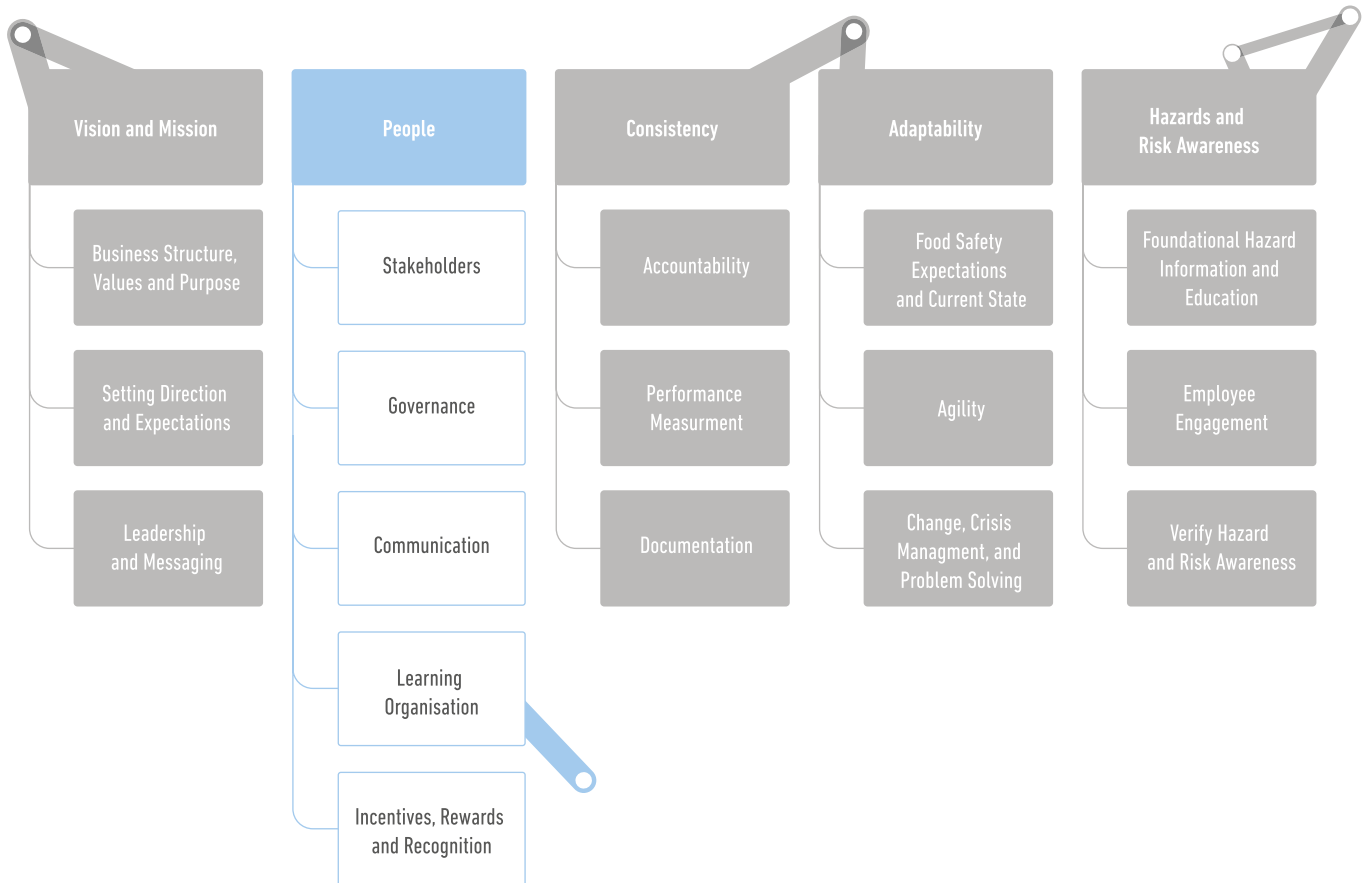 Vision and Mission
Business Structure,
Values and Purpose
Setting Direction
and Expectations
Leadership
and Messaging
People
Stakeholders
Governance
Communication
Learning
Organisation
Incentives, Rewards
and Recognition
Consistency
Accountability
Performance
Measurment
Documentation
Adaptability
Food Safety
Expectations
and Current State
Agility
Change, Crisis
Managment, and
Problem Solving
Hazards and
Risk Awareness
Foundational Hazard
Information and
Education
Employee
Engagement
Verify Hazard
and Risk Awareness